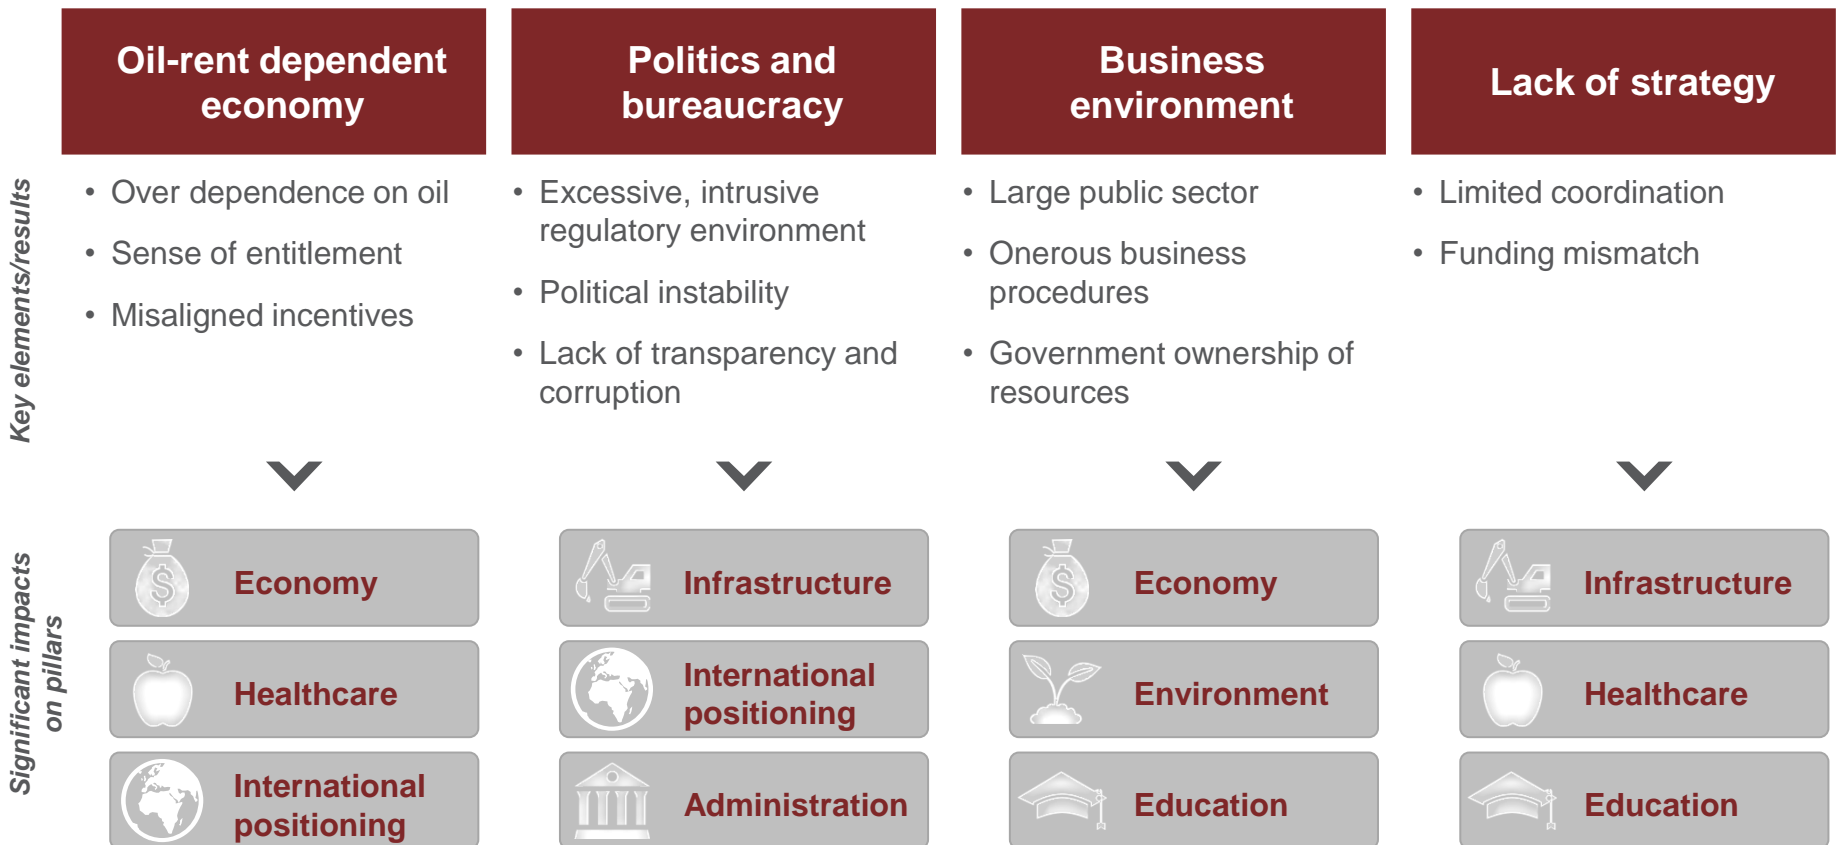 Oil-rent dependent
economy
Politics and
bureaucracy
Business
environment
Lack of strategy
Key elements/results
• Over dependence on oil
• Sense of entitlement
• Misaligned incentives
• Excessive, intrusive
regulatory environment
• Political instability
• Lack of transparency and
corruption
• Large public sector
• Onerous business
procedures
• Government ownership of
resources
• Limited coordination
• Funding mismatch
Significant impacts
on pillars
$
Economy
Healthcare
International
positioning
Infrastructure
International
positioning
Administration
$
Economy
Environment
Education
Infrastructure
Healthcare
Education